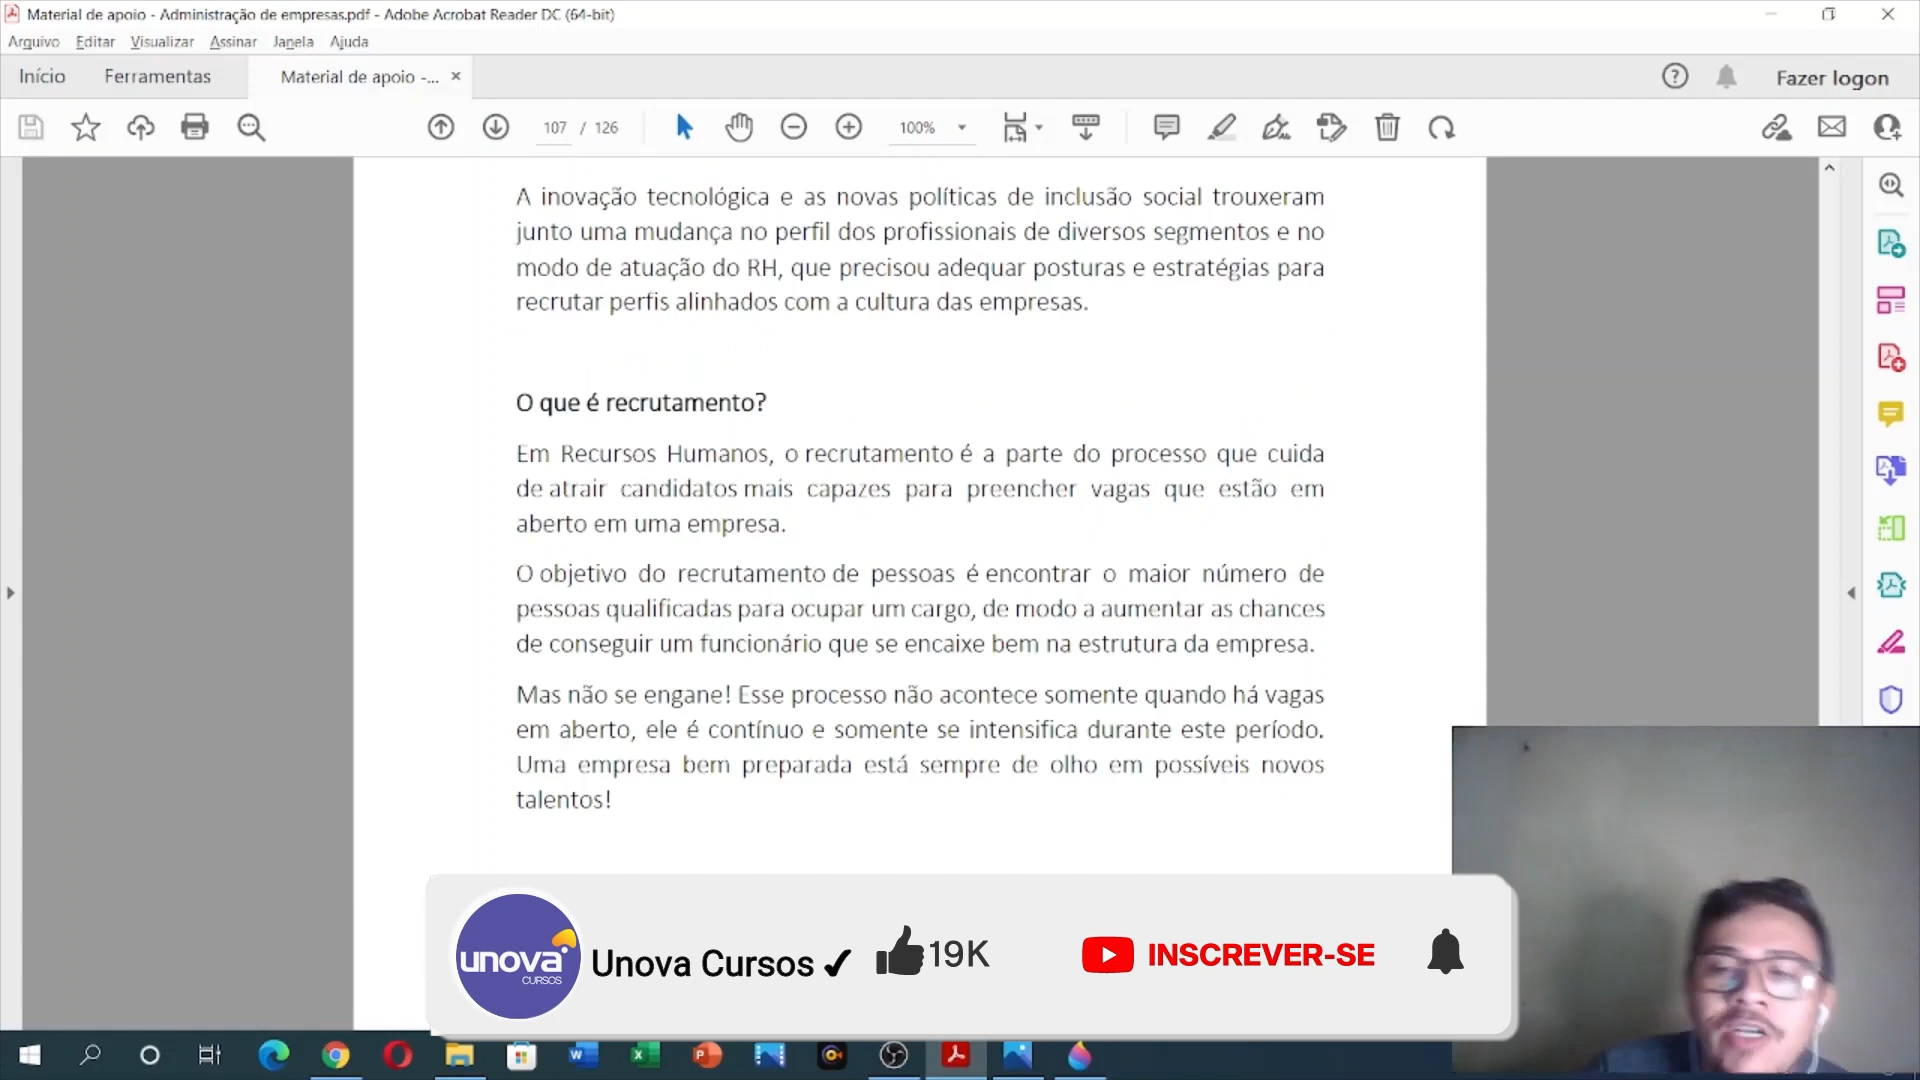 Material de apoio - Administração de empresas.pdf - Adobe Acrobat Reader DC (64-bit)
Arquivo Editar Visualizar Assinar Janela Ajuda
Início Ferramentas Material de apoio -... × Fazer logon
107 / 126 100%
A inovação tecnológica e as novas políticas de inclusão social trouxeram
junto uma mudança no perfil dos profissionais de diversos segmentos e no
modo de atuação do RH, que precisou adequar posturas e estratégias para
recrutar perfis alinhados com a cultura das empresas.
O que é recrutamento?
Em Recursos Humanos, o recrutamento é a parte do processo que cuida
de atrair candidatos mais capazes para preencher vagas que estão em
aberto em uma empresa.
O objetivo do recrutamento de pessoas é encontrar o maior número de
pessoas qualificadas para ocupar um cargo, de modo a aumentar as chances
de conseguir um funcionário que se encaixe bem na estrutura da empresa.
Mas não se engane! Esse processo não acontece somente quando há vagas
em aberto, ele é contínuo e somente se intensifica durante este período.
Uma empresa bem preparada está sempre de olho em possíveis novos
talentos!
unova
CURSOS
Unova Cursos ✔ 19K INSCREVER-SE